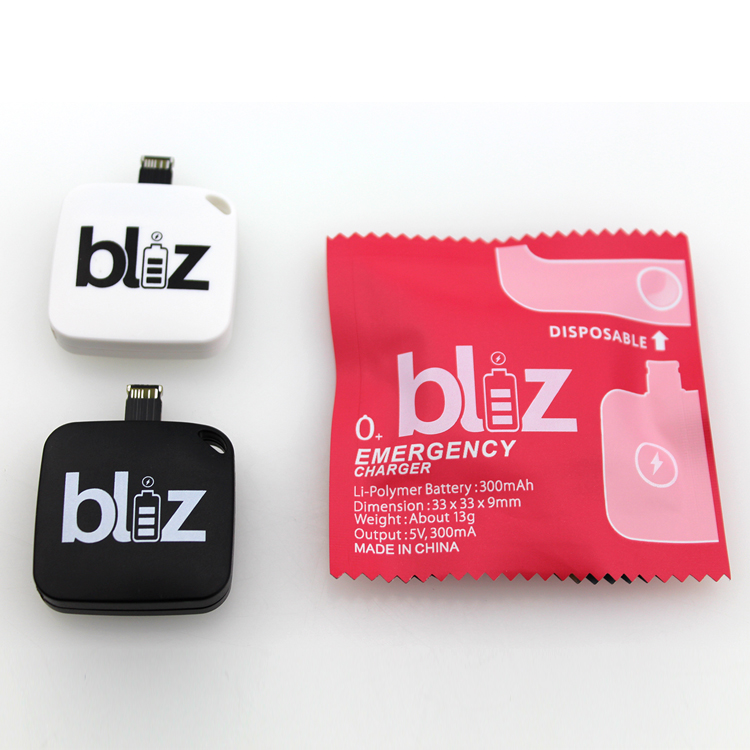 bliz
bliz
DISPOSABLE
bliz
0+
EMERGENCY
CHARGER
Li-Polymer Battery : 300mAh
Dimension : 33 x 33 x 9mm
Weight : About 13g
Output : 5V, 300mA
MADE IN CHINA